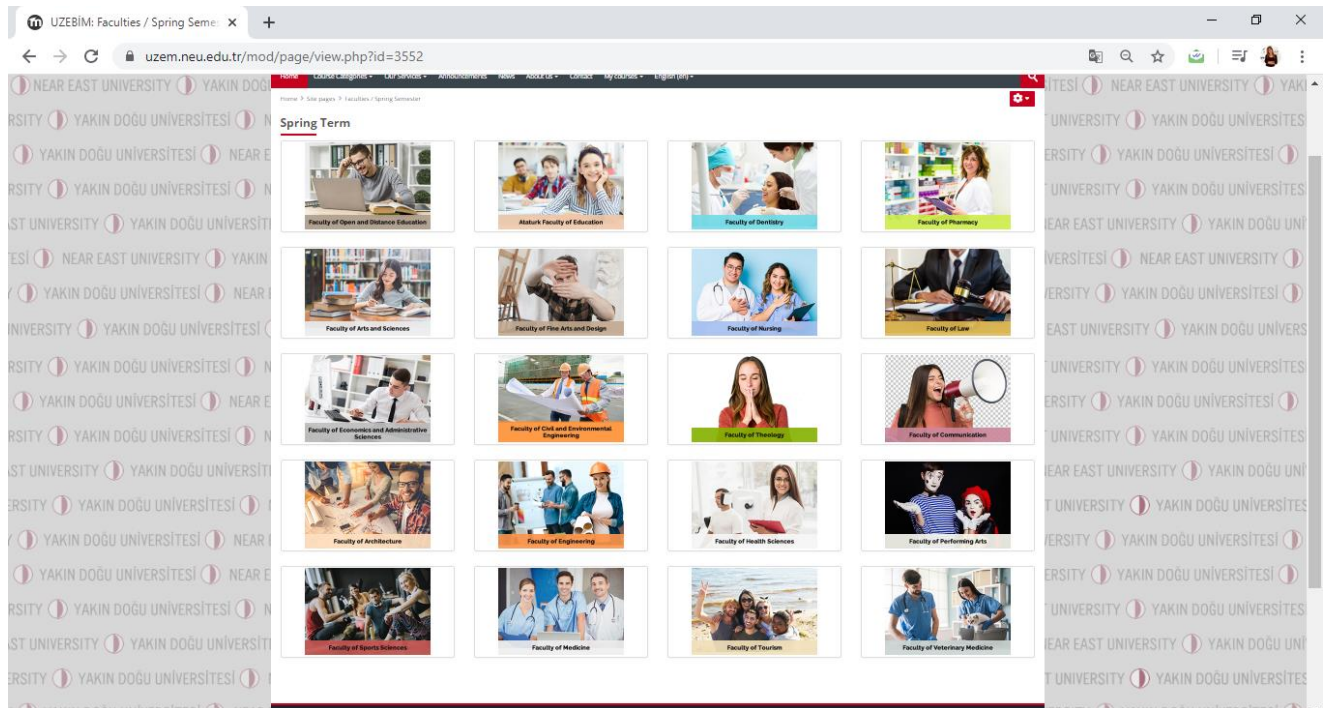 UZEBİM: Faculties / Spring Seme
uzem.neu.edu.tr/mod/page/view.php?id=3552
Home Course Categories Our Services Announcements News About Us Contact My courses English (en)
Home > Site pages > Faculties / Spring Semester
Spring Term
Faculty of Open and Distance Education
Ataturk Faculty of Education
Faculty of Dentistry
Faculty of Pharmacy
Faculty of Arts and Sciences
Faculty of Fine Arts and Design
Faculty of Nursing
Faculty of Law
Faculty of Economics and Administrative
Sciences
Faculty of Civil and Environmental
Engineering
Faculty of Theology
Faculty of Communication
Faculty of Architecture
Faculty of Engineering
Faculty of Health Sciences
Faculty of Performing Arts
Faculty of Sports Sciences
Faculty of Medicine
Faculty of Tourism
Faculty of Veterinary Medicine
NEAR EAST UNIVERSITY YAKIN DOĞU ÜNİVERSİTESİ